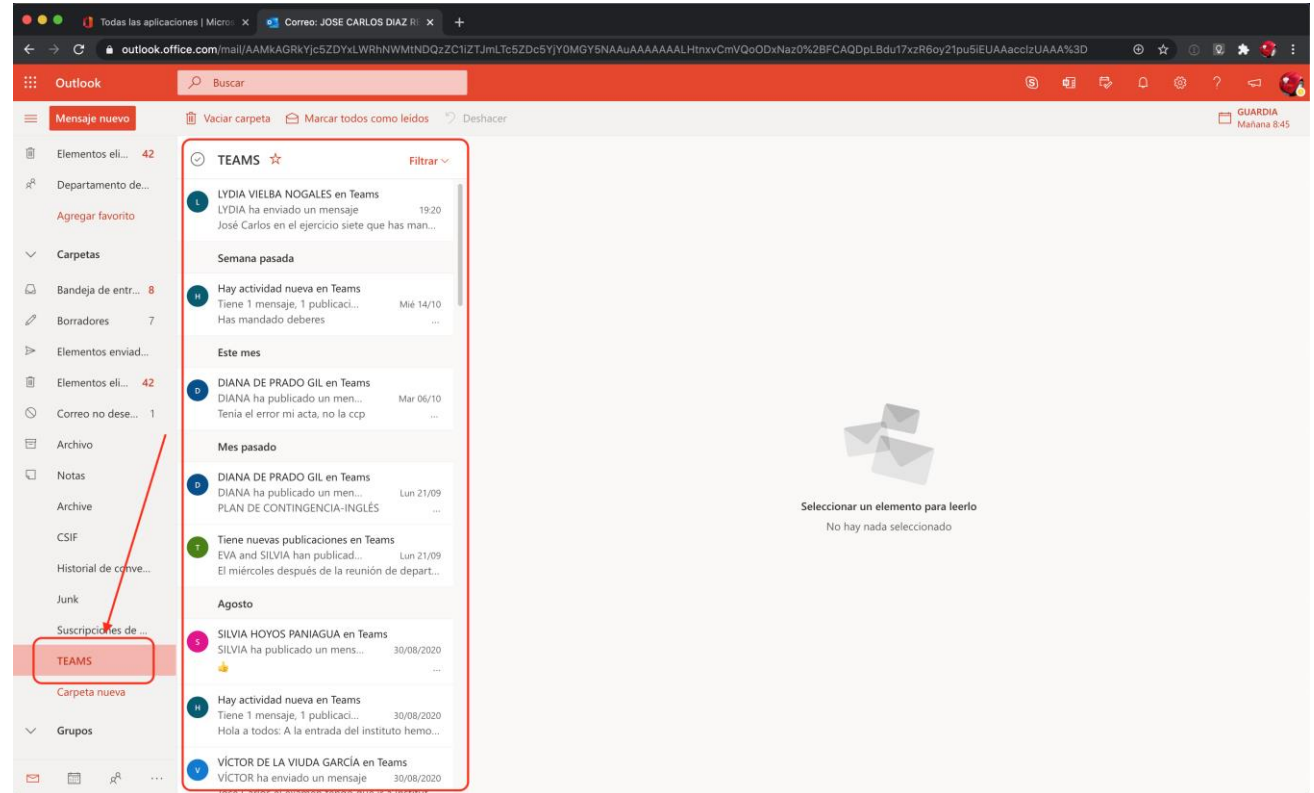 Todas las aplicaciones | Micros
Correo: JOSE CARLOS DIAZ RE
outlook.office.com/mail/AAMkAGRkYjc5ZDYxLWRhNWMtNDQzZC1iZTJmLTc5ZDc5YjY0MGY5NAAuAAAAAAALHtnxvCmVQoODxNaz0%2BFCAQDpLBdu17xzR6oy21pu5iEUAAacclzUAAA%3D
Outlook
Buscar
Mensaje nuevo
Vaciar carpeta
Marcar todos como leídos
Deshacer
GUARDIA
Mañana 8:45
Elementos eli... 42
Departamento de...
Agregar favorito
Carpetas
Bandeja de entr... 8
Borradores 7
Elementos enviad...
Elementos eli... 42
Correo no dese... 1
Archivo
Notas
Archive
CSIF
Historial de conve...
Junk
Suscripciones de ...
TEAMS
Carpeta nueva
Grupos
TEAMS
Filtrar
L
LYDIA VIELBA NOGALES en Teams
LYDIA ha enviado un mensaje 19:20
José Carlos en el ejercicio siete que has man...
Semana pasada
H
Hay actividad nueva en Teams
Tiene 1 mensaje, 1 publicaci... Mié 14/10
Has mandado deberes ...
Este mes
D
DIANA DE PRADO GIL en Teams
DIANA ha publicado un men... Mar 06/10
Tenia el error mi acta, no la ccp ...
Mes pasado
D
DIANA DE PRADO GIL en Teams
DIANA ha publicado un men... Lun 21/09
PLAN DE CONTINGENCIA-INGLÉS ...
T
Tiene nuevas publicaciones en Teams
EVA and SILVIA han publicad... Lun 21/09
El miércoles después de la reunión de depart...
Agosto
S
SILVIA HOYOS PANIAGUA en Teams
SILVIA ha publicado un mens... 30/08/2020
👍 ...
H
Hay actividad nueva en Teams
Tiene 1 mensaje, 1 publicaci... 30/08/2020
Hola a todos: A la entrada del instituto hemo...
V
VÍCTOR DE LA VIUDA GARCÍA en Teams
VÍCTOR ha enviado un mensaje 30/08/2020
Seleccionar un elemento para leerlo
No hay nada seleccionado